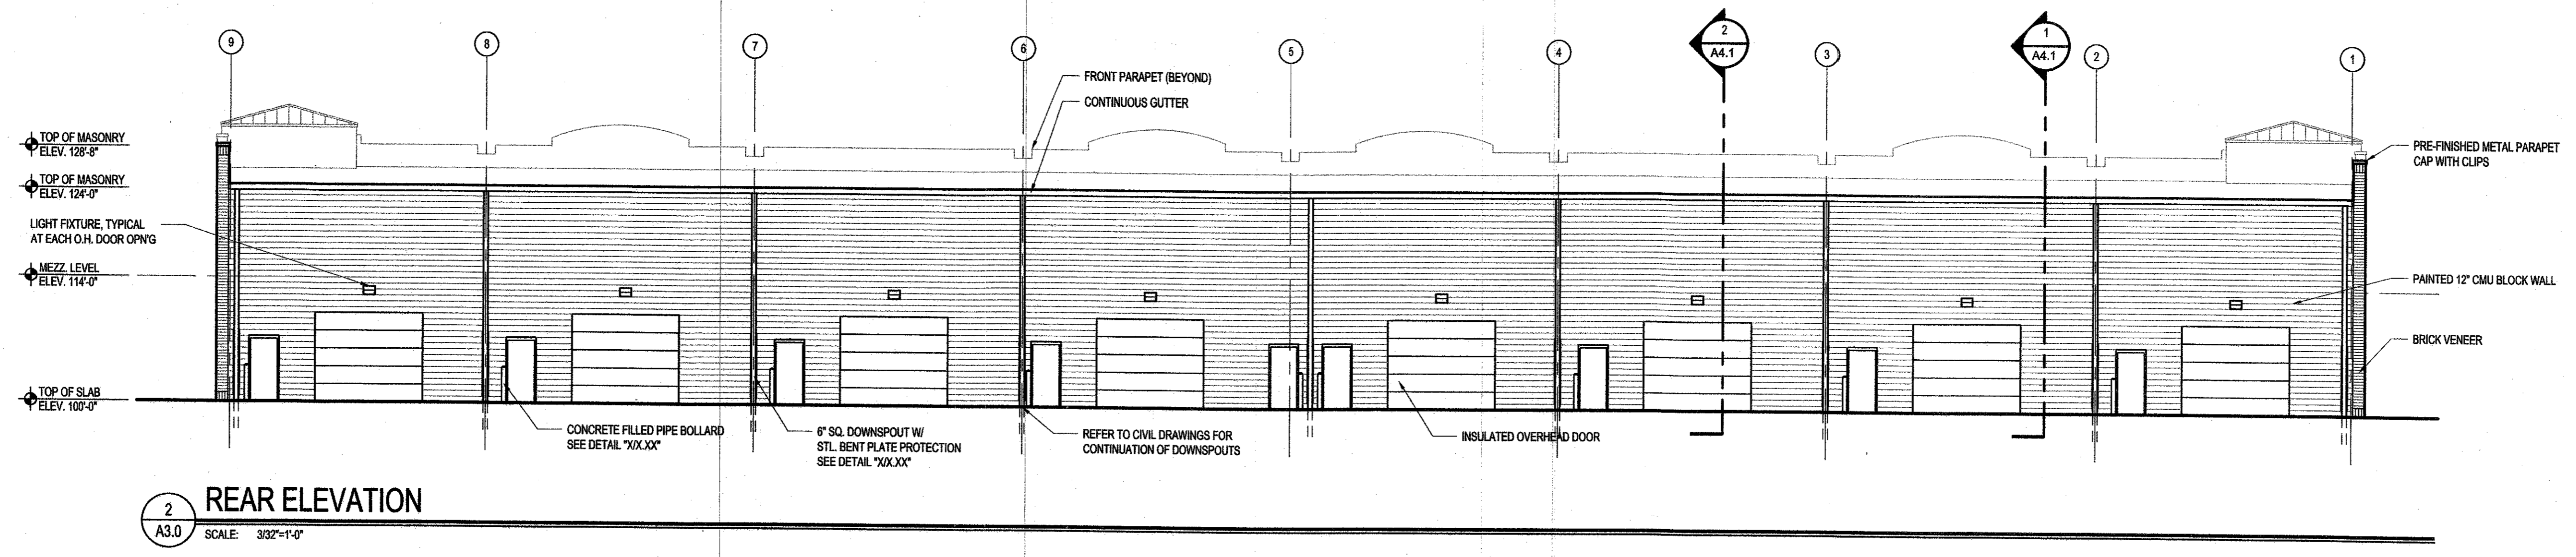 9
8
7
6
5
4
2
A4.1
3
1
A4.1
2
1
FRONT PARAPET (BEYOND)
CONTINUOUS GUTTER
TOP OF MASONRY
ELEV. 128'-8"
TOP OF MASONRY
ELEV. 124'-0"
LIGHT FIXTURE, TYPICAL
AT EACH O.H. DOOR OPN'G
MEZZ. LEVEL
ELEV. 114'-0"
TOP OF SLAB
ELEV. 100'-0"
PRE-FINISHED METAL PARAPET
CAP WITH CLIPS
PAINTED 12" CMU BLOCK WALL
BRICK VENEER
CONCRETE FILLED PIPE BOLLARD
SEE DETAIL "X/X.XX"
6" SQ. DOWNSPOUT W/
STL. BENT PLATE PROTECTION
SEE DETAIL "X/X.XX"
REFER TO CIVIL DRAWINGS FOR
CONTINUATION OF DOWNSPOUTS
INSULATED OVERHEAD DOOR
2
A3.0
REAR ELEVATION
SCALE: 3/32"=1'-0"